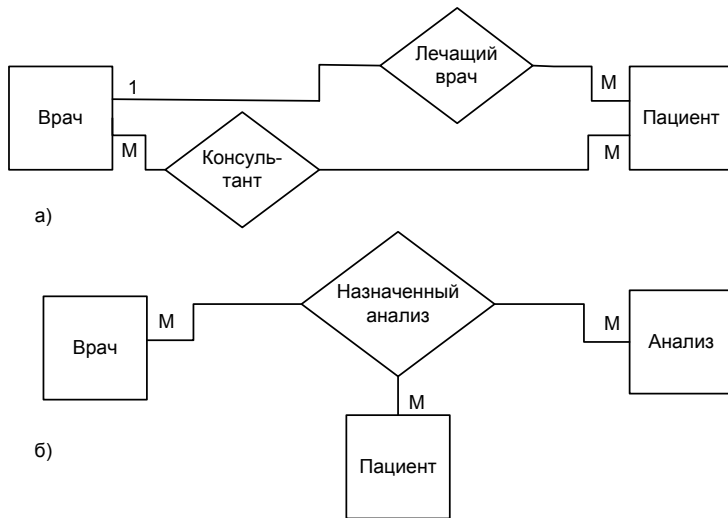 Лечащий
врач
1
М
Врач
Пациент
М
Консуль-
тант
М
а)
Назначенный
анализ
М
М
Врач
Анализ
М
б)
Пациент